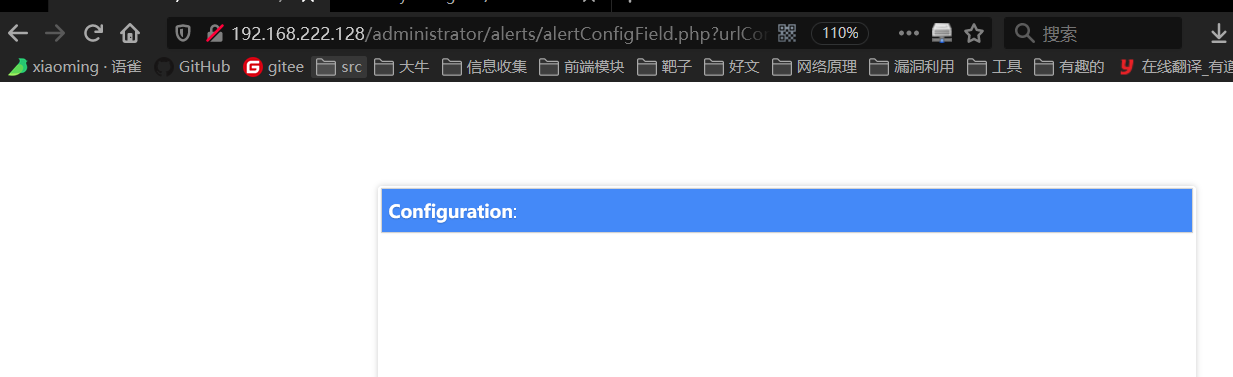 192.168.222.128/administrator/alerts/alertConfigField.php?urlCon 110% 搜索
xiaoming · 语雀 GitHub gitee src 大牛 信息收集 前端模块 靶子 好文 网络原理 漏洞利用 工具 有趣的 在线翻译_有道
Configuration: